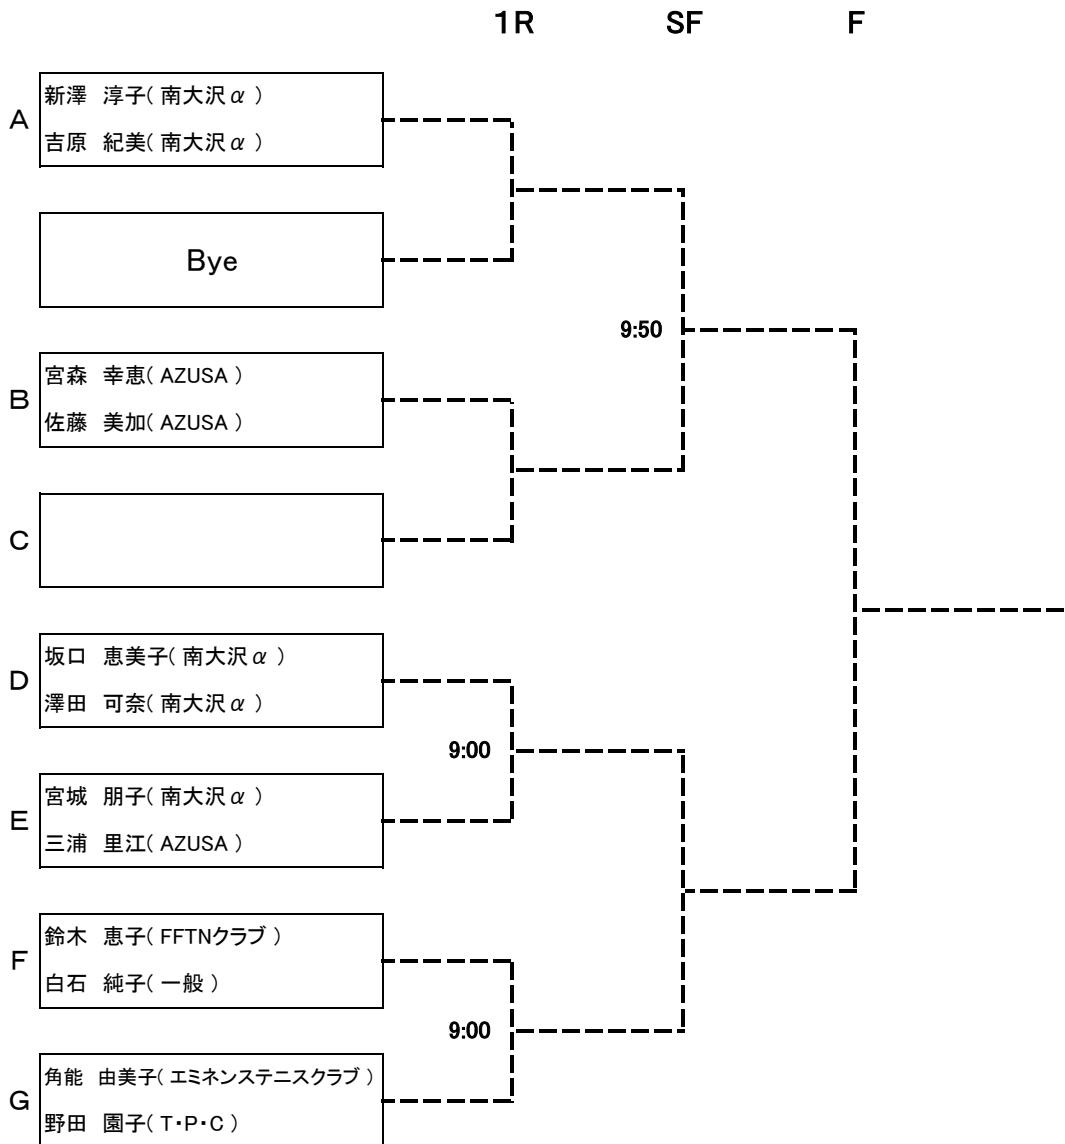 1R SF F
A
新澤 淳子( 南大沢α )
吉原 紀美( 南大沢α )
Bye
9:50
B
宮森 幸恵( AZUSA )
佐藤 美加( AZUSA )
C
D
坂口 恵美子( 南大沢α )
澤田 可奈( 南大沢α )
9:00
E
宮城 朋子( 南大沢α )
三浦 里江( AZUSA )
F
鈴木 恵子( FFTNクラブ )
白石 純子( 一般 )
9:00
G
角能 由美子( エミネンステニスクラブ )
野田 園子( T・P・C )